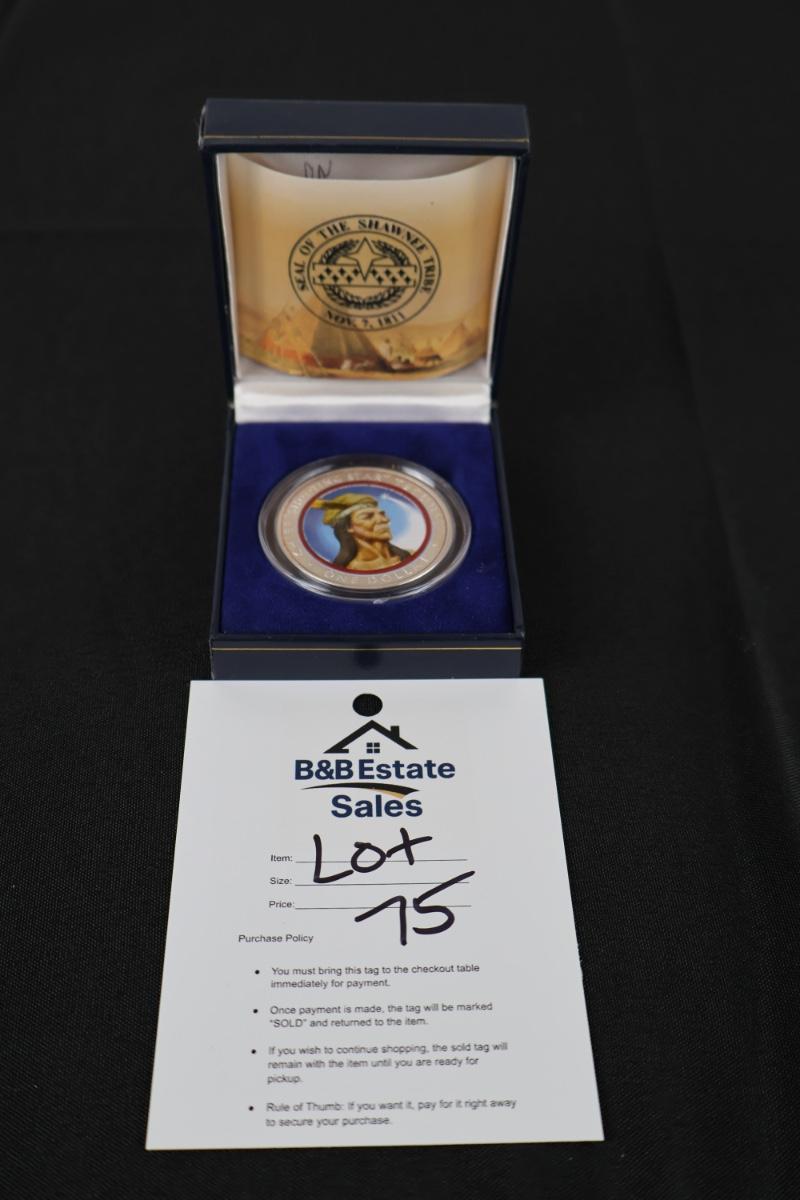 DN
SEAL OF THE SHAWNEE TRIBE
NOV. 7, 1811
SHOOTING STAR
ONE DOLLAR
B&B Estate
Sales
Item: Lot
Size:
Price: 75
Purchase Policy
• You must bring this tag to the checkout table
immediately for payment.
• Once payment is made, the tag will be marked
"SOLD" and returned to the item.
• If you wish to continue shopping, the sold tag will
remain with the item until you are ready for
pickup.
• Rule of Thumb: If you want it, pay for it right away
to secure your purchase.